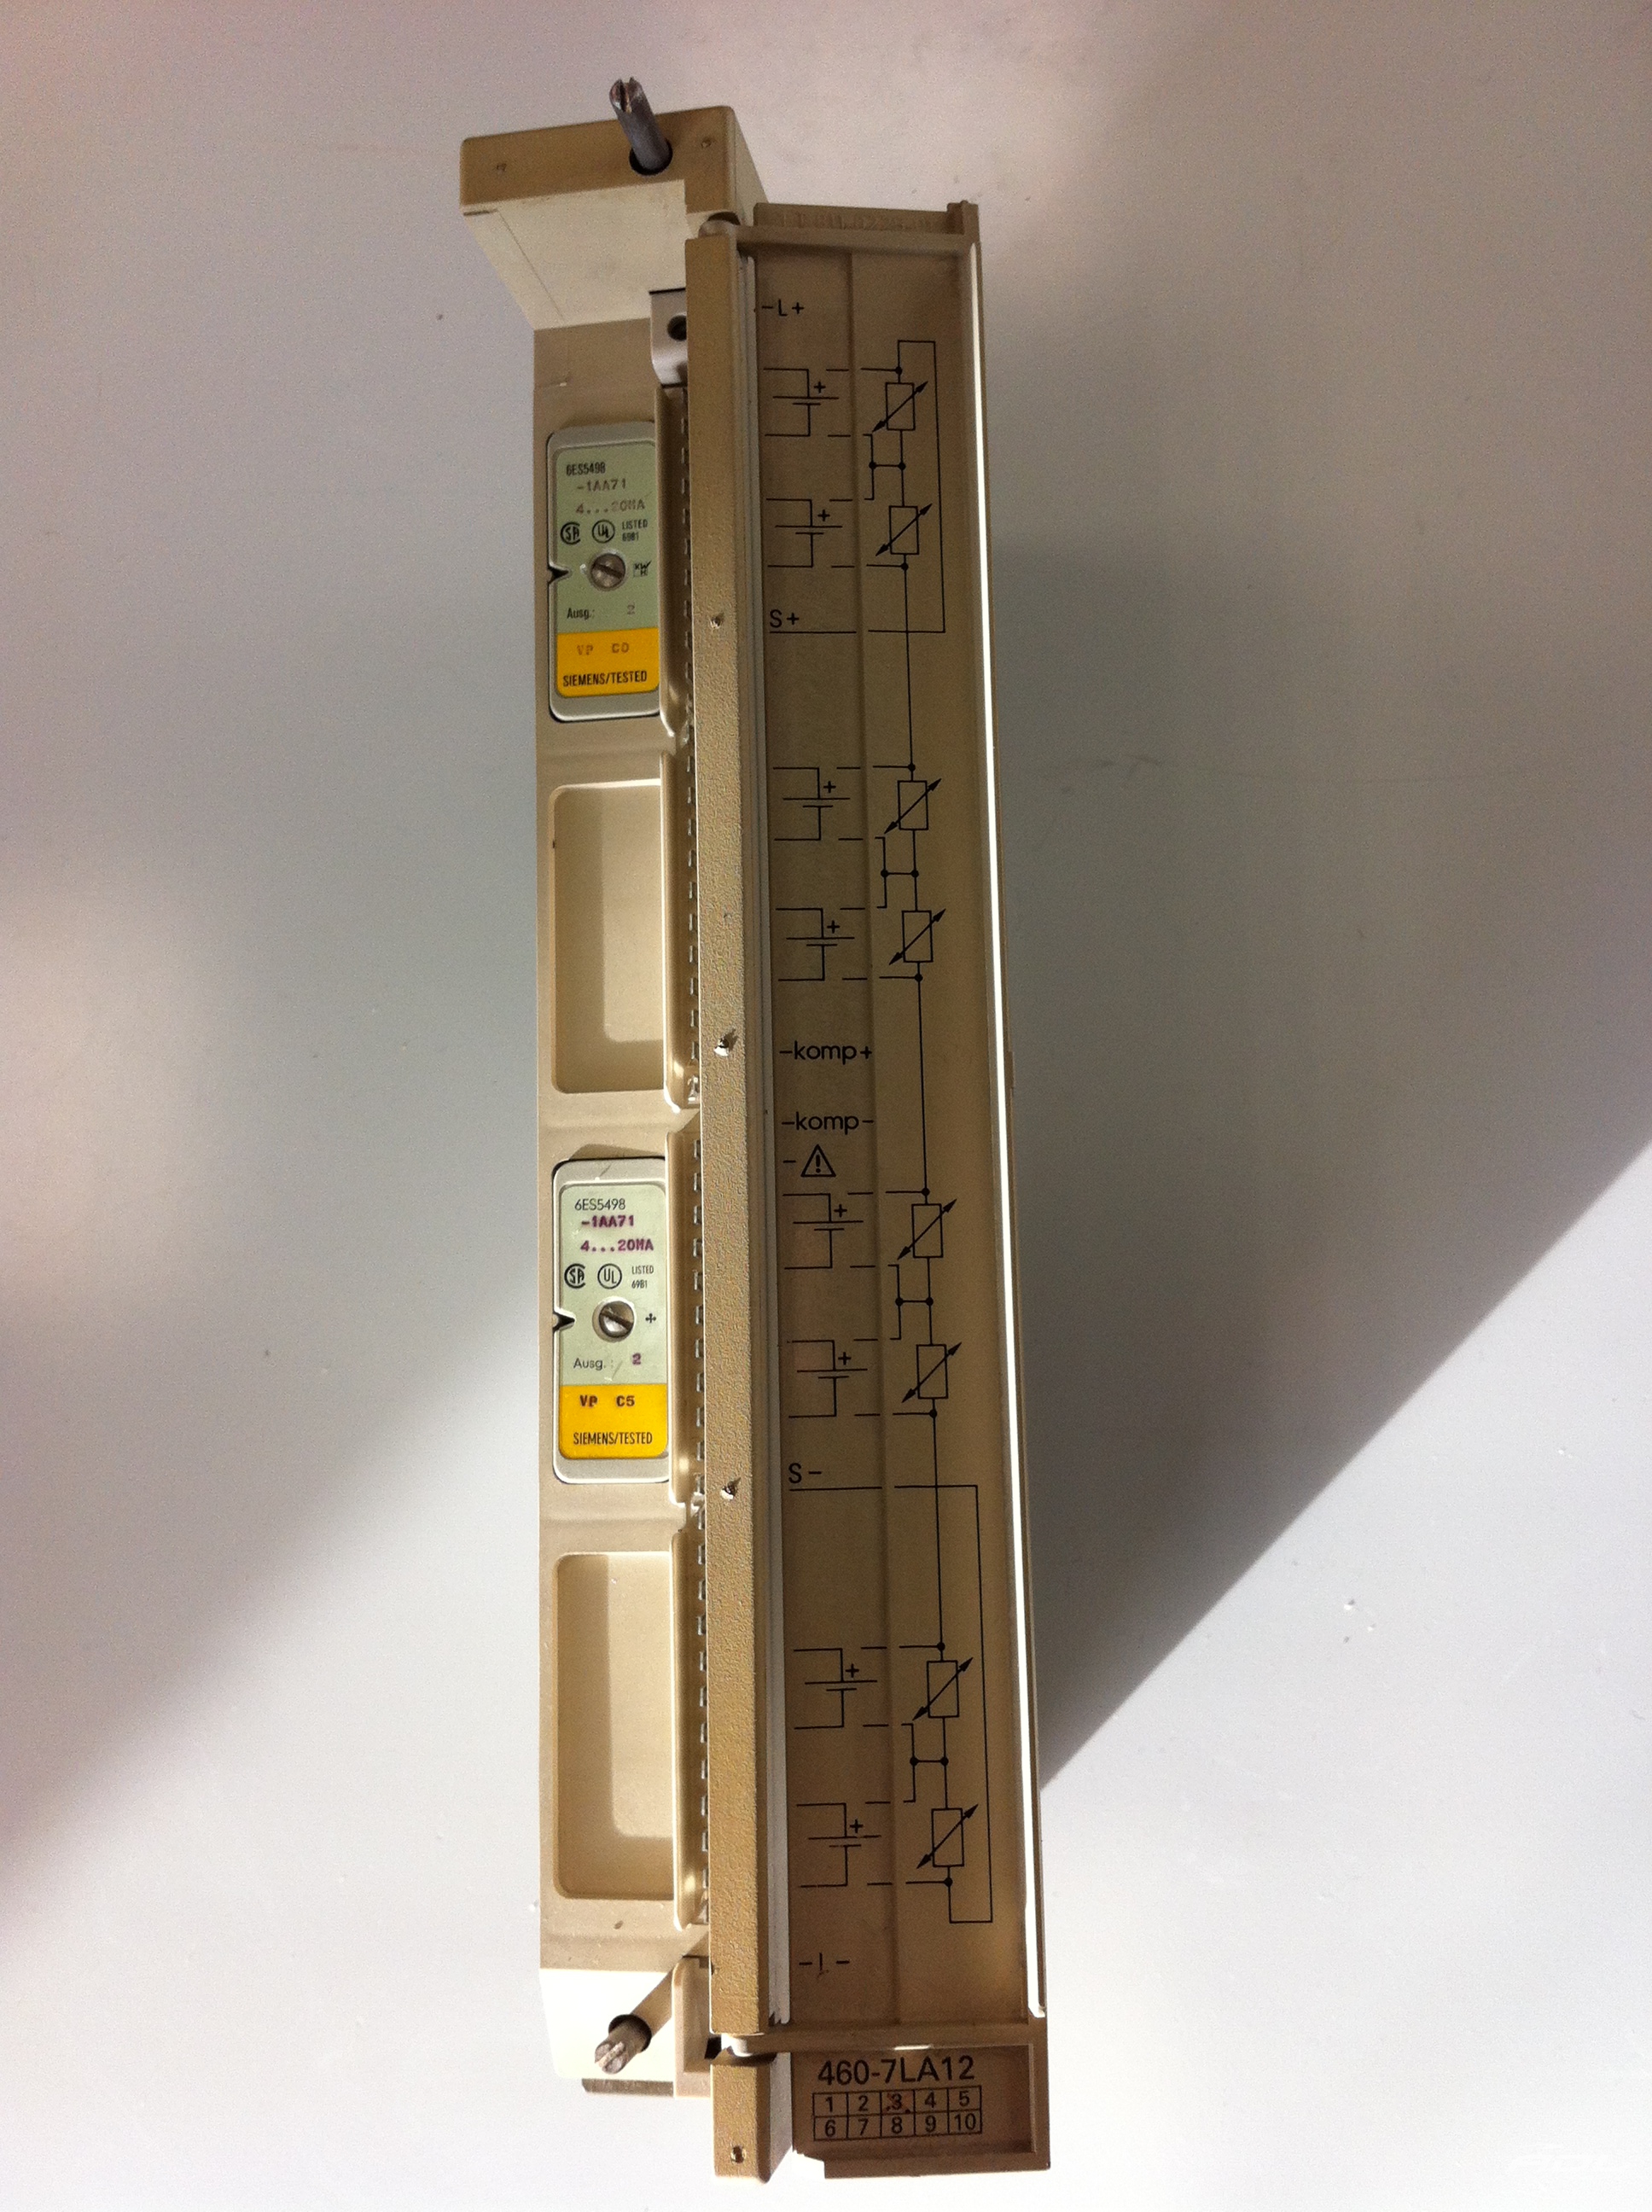 6ES5498
-1AA71
4...20MA
LISTED
69B1
Ausg.: 2
VP C0
SIEMENS/TESTED
6ES5498
-1AA71
4...20MA
UL
LISTED
69B1
Ausg.: 2
VP C5
SIEMENS/TESTED
-L+
+
+
S+
+
+
-komp+
-komp-
-⚠
+
+
S-
+
+
460-7LA12
1 2 3 4 5
6 7 8 9 10